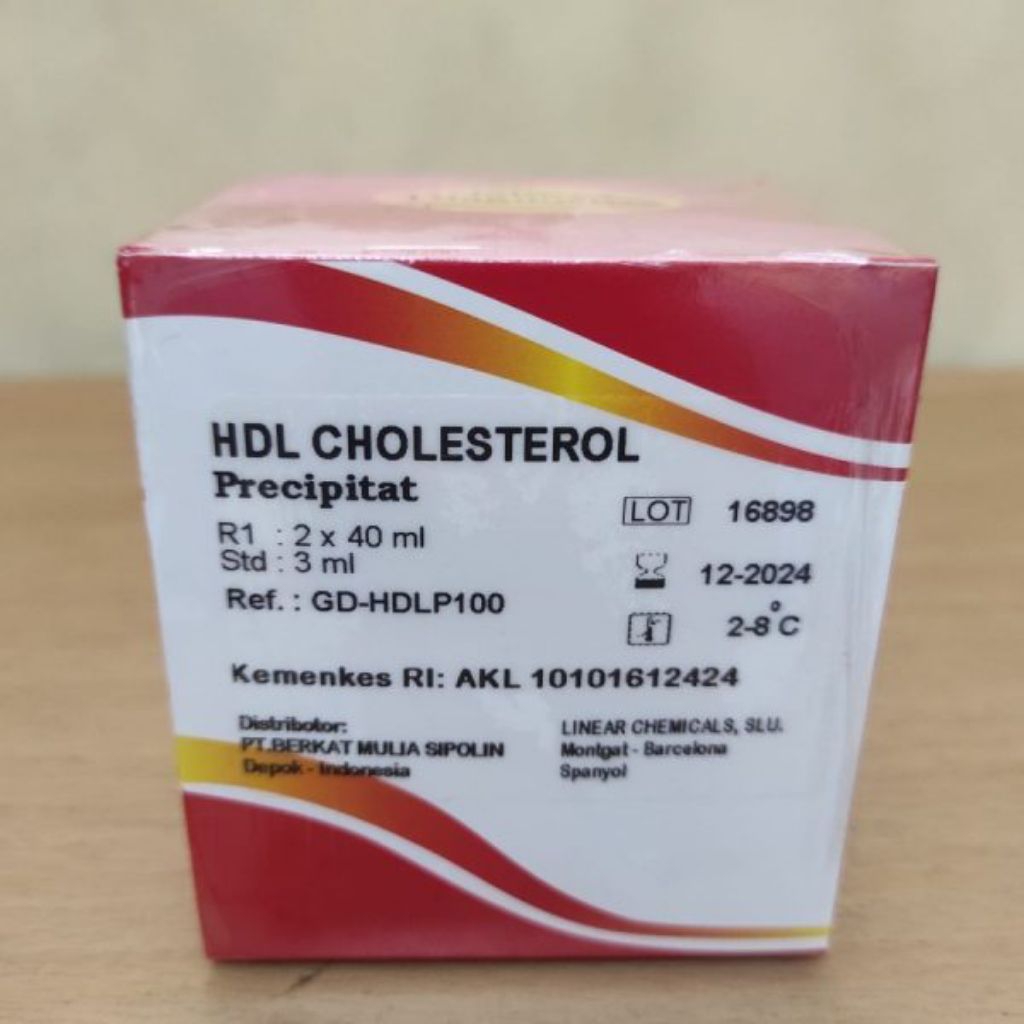 HDL CHOLESTEROL
Precipitat
R1 : 2 x 40 ml
Std : 3 ml
Ref. : GD-HDLP100
LOT 16898
12-2024
2-8°C
Kemenkes RI: AKL 10101612424
Distributor:
PT.BERKAT MULIA SIPOLIN
Depok - Indonesia
LINEAR CHEMICALS, SLU.
Montgat - Barcelona
Spanyol